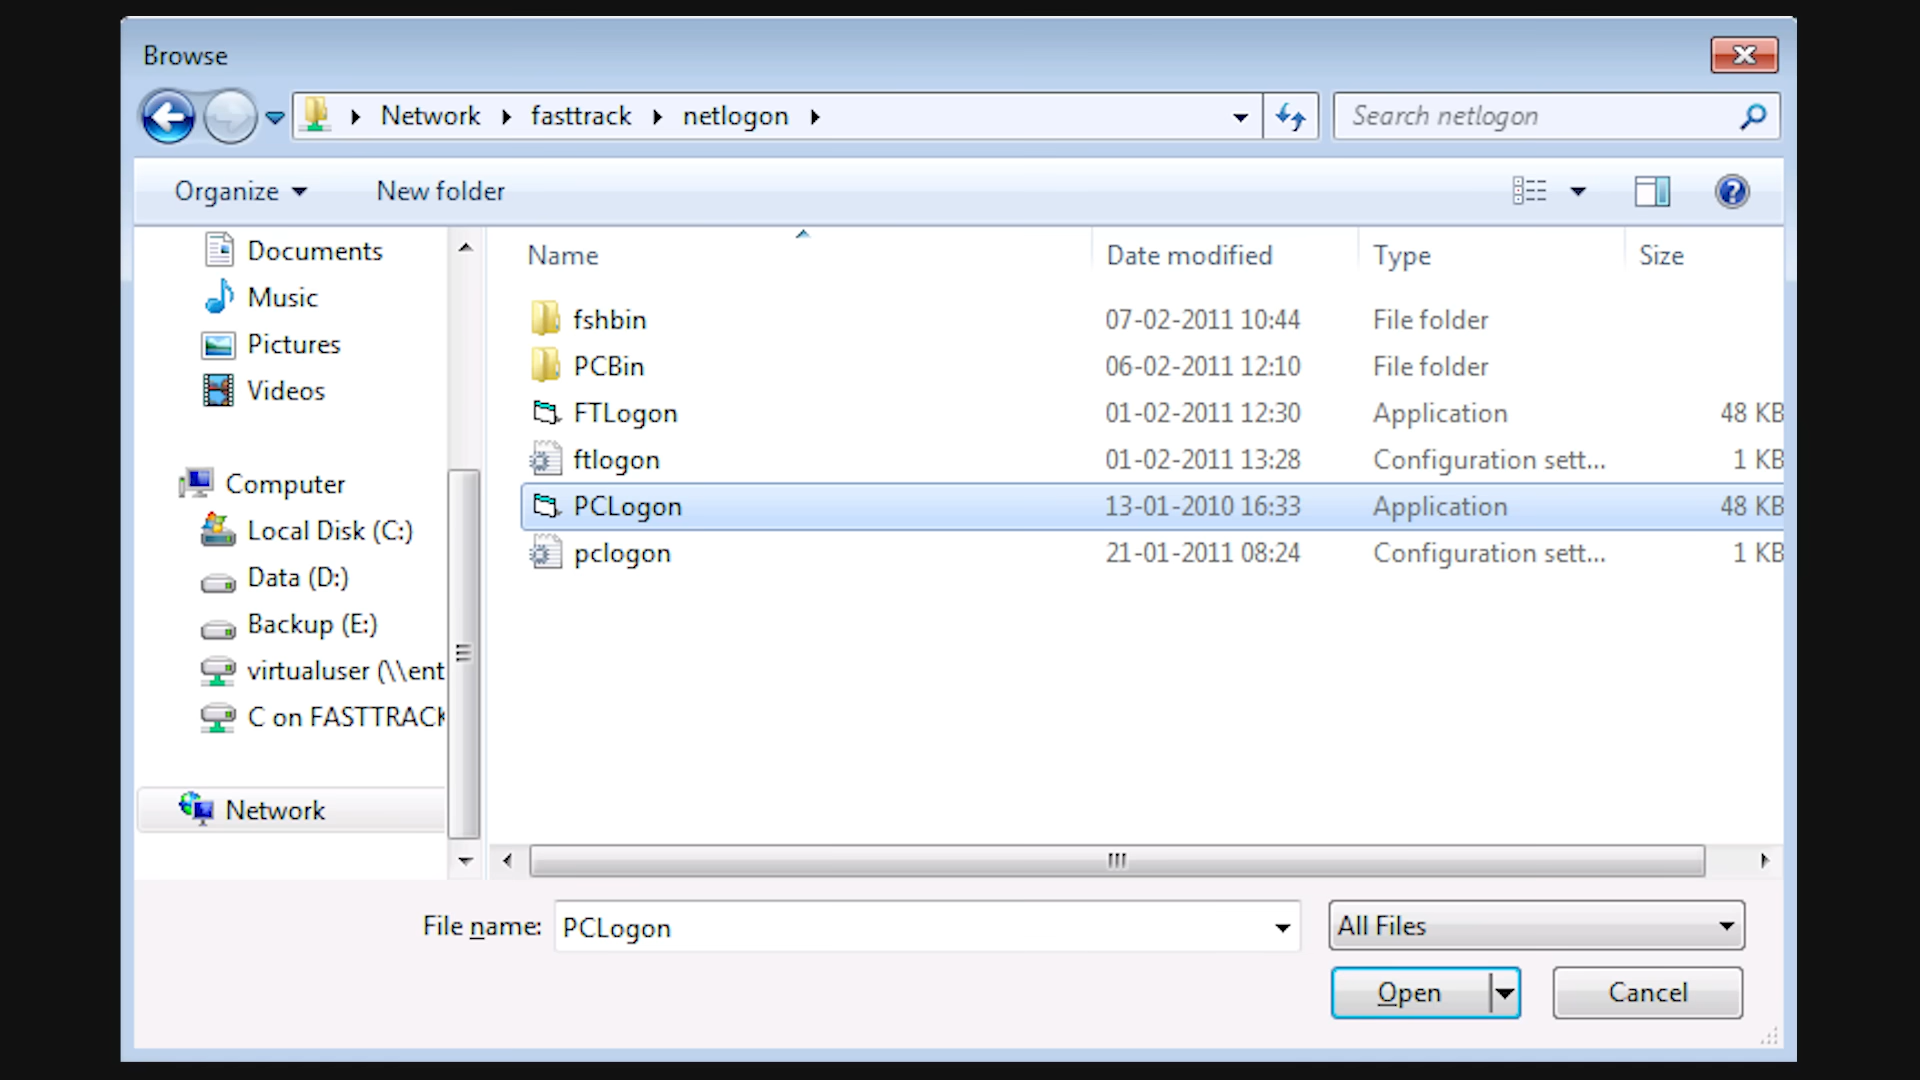 Browse
Network fasttrack netlogon
Search netlogon
Organize New folder
Documents
Music
Pictures
Videos
Computer
Local Disk (C:)
Data (D:)
Backup (E:)
virtualuser (\\ent
C on FASTTRACK
Network
Name Date modified Type Size
fshbin 07-02-2011 10:44 File folder
PCBin 06-02-2011 12:10 File folder
FTLogon 01-02-2011 12:30 Application 48 KB
ftlogon 01-02-2011 13:28 Configuration sett... 1 KB
PCLogon 13-01-2010 16:33 Application 48 KB
pclogon 21-01-2011 08:24 Configuration sett... 1 KB
File name: PCLogon All Files
Open Cancel